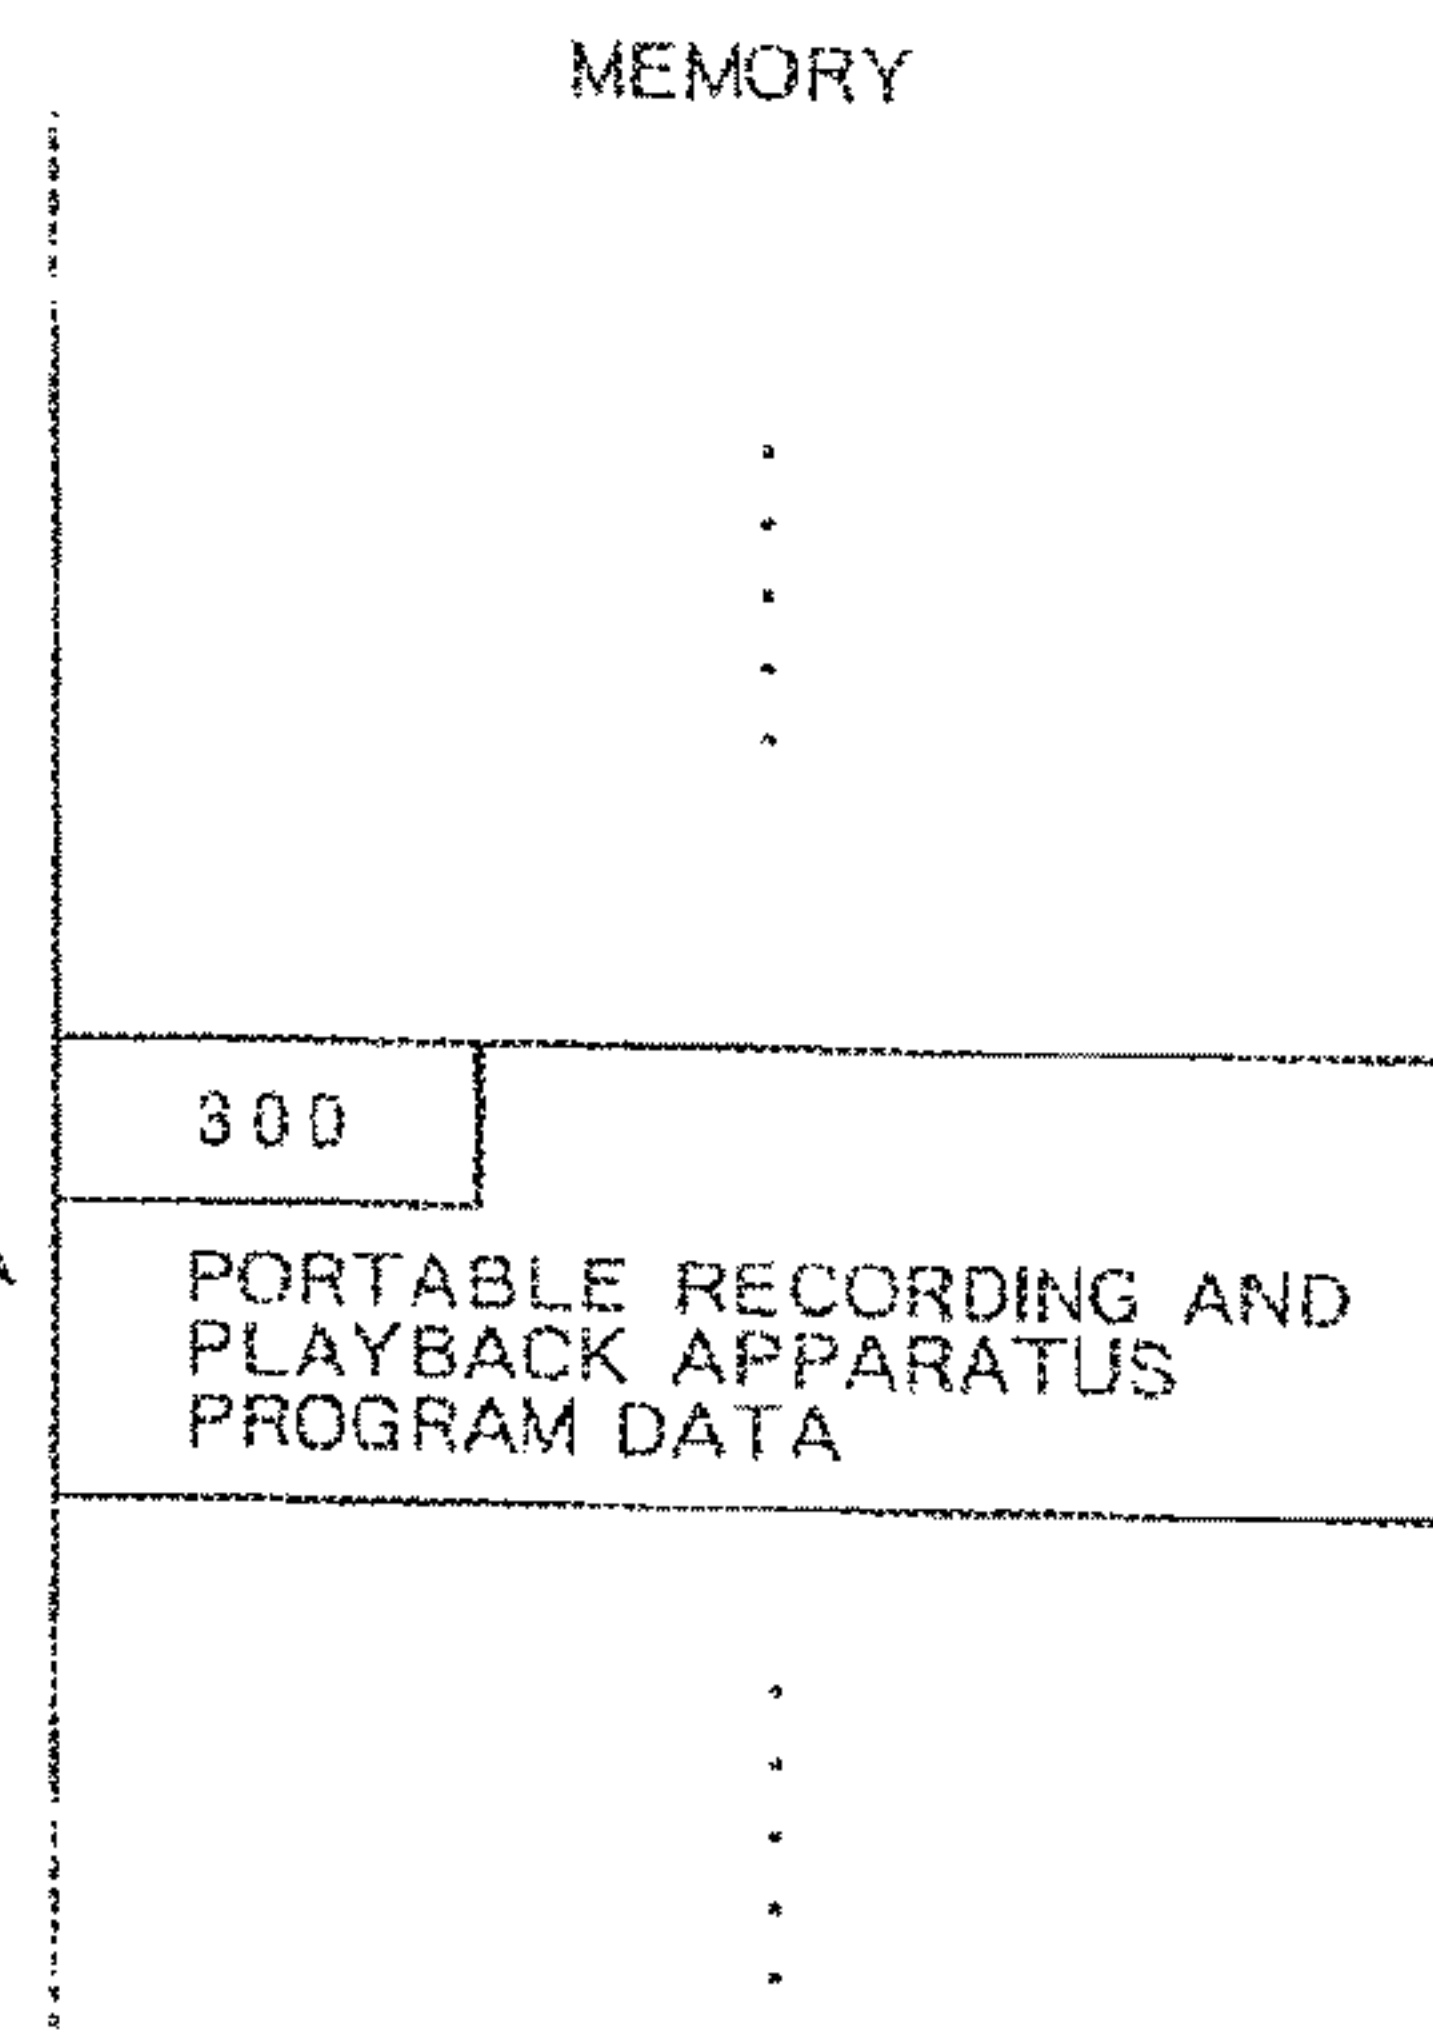 MEMORY
300
PORTABLE RECORDING AND
PLAYBACK APPARATUS
PROGRAM DATA